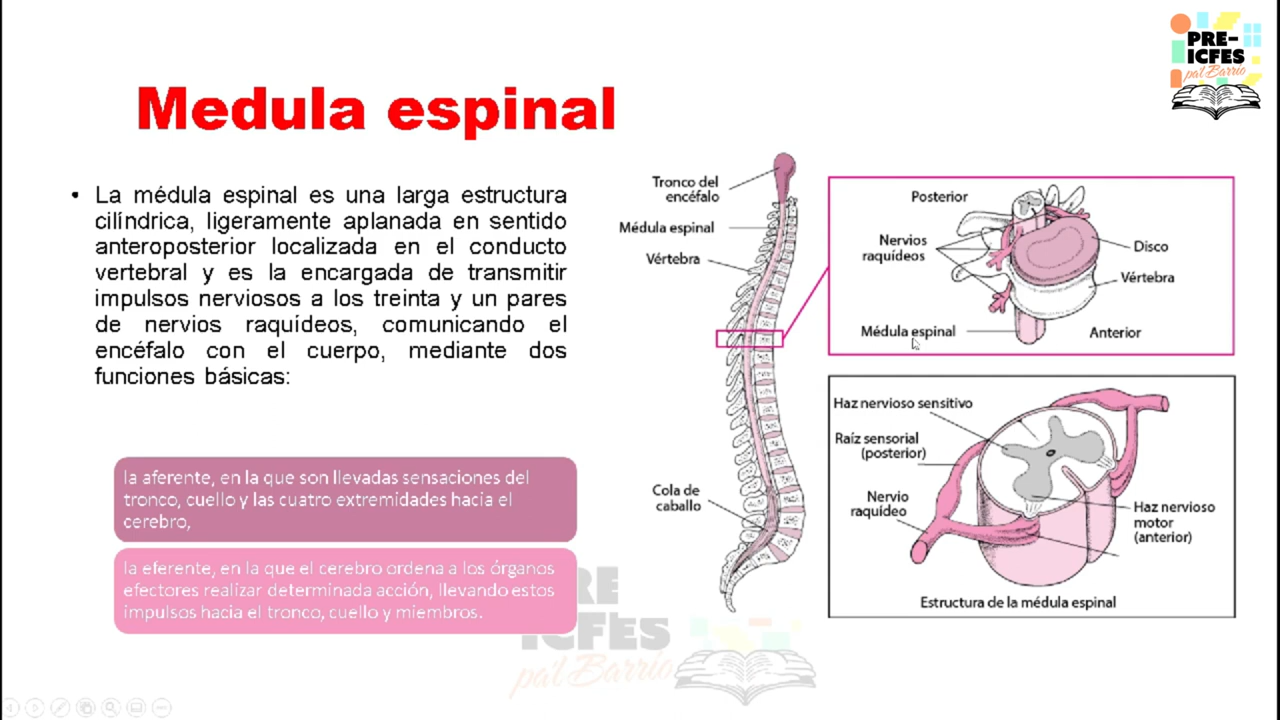 PRE-
ICFES
pa'l Barrio
Medula espinal
• La médula espinal es una larga estructura
cilíndrica, ligeramente aplanada en sentido
anteroposterior localizada en el conducto
vertebral y es la encargada de transmitir
impulsos nerviosos a los treinta y un pares
de nervios raquídeos, comunicando el
encéfalo con el cuerpo, mediante dos
funciones básicas:
la aferente, en la que son llevadas sensaciones del
tronco, cuello y las cuatro extremidades hacia el
cerebro,
la eferente, en la que el cerebro ordena a los órganos
efectores realizar determinada acción, llevando estos
impulsos hacia el tronco, cuello y miembros.
Tronco del
encéfalo
Médula espinal
Vértebra
Cola de
caballo
Posterior
Nervios
raquídeos
Disco
Vértebra
Médula espinal
Anterior
Haz nervioso sensitivo
Raíz sensorial
(posterior)
Nervio
raquídeo
Haz nervioso
motor
(anterior)
Estructura de la médula espinal
RE
ICFES
pa'l Barrio